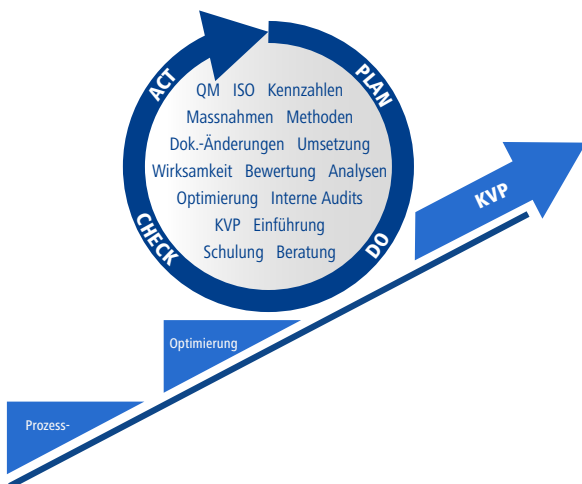 ACT
PLAN
QM ISO Kennzahlen
Massnahmen Methoden
Dok.-Änderungen Umsetzung
Wirksamkeit Bewertung Analysen
Optimierung Interne Audits
KVP Einführung
Schulung Beratung
CHECK
DO
KVP
Optimierung
Prozess-